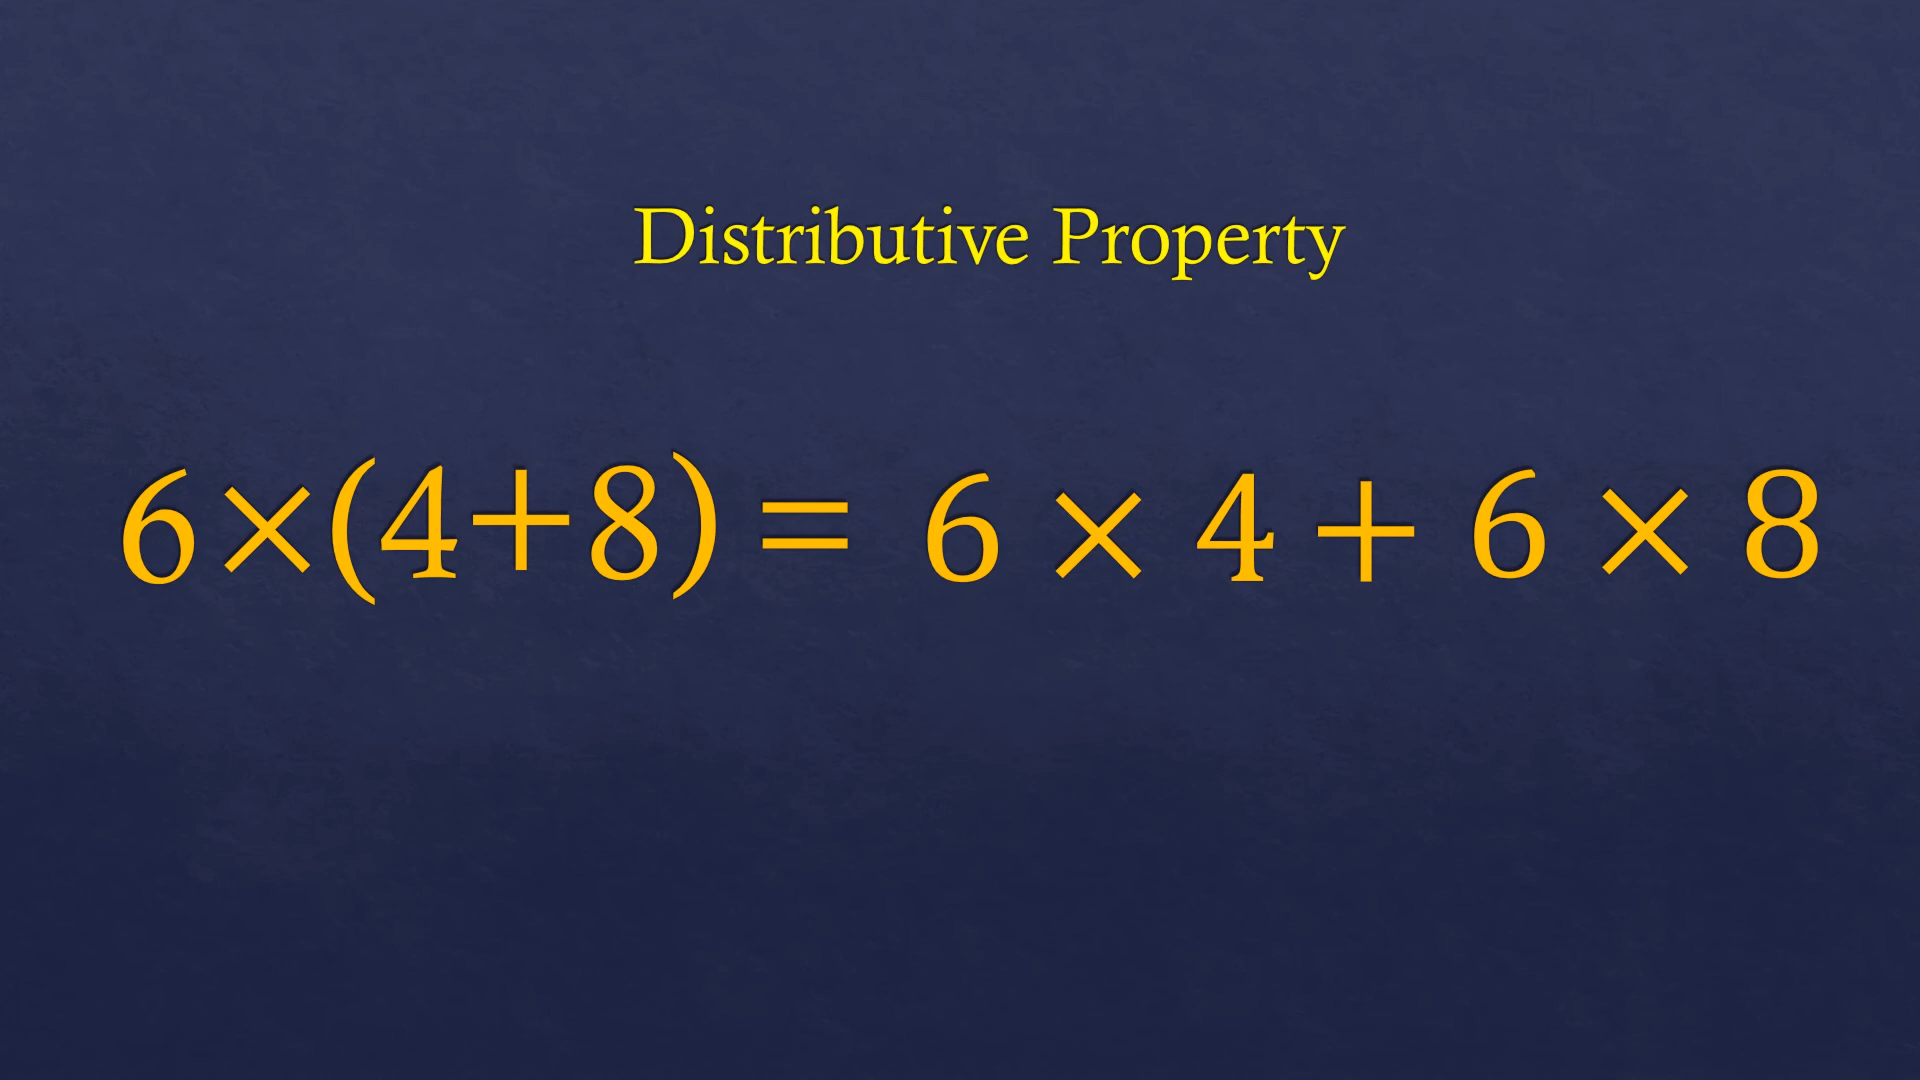 Distributive Property
6×(4+8) = 6 × 4 + 6 × 8